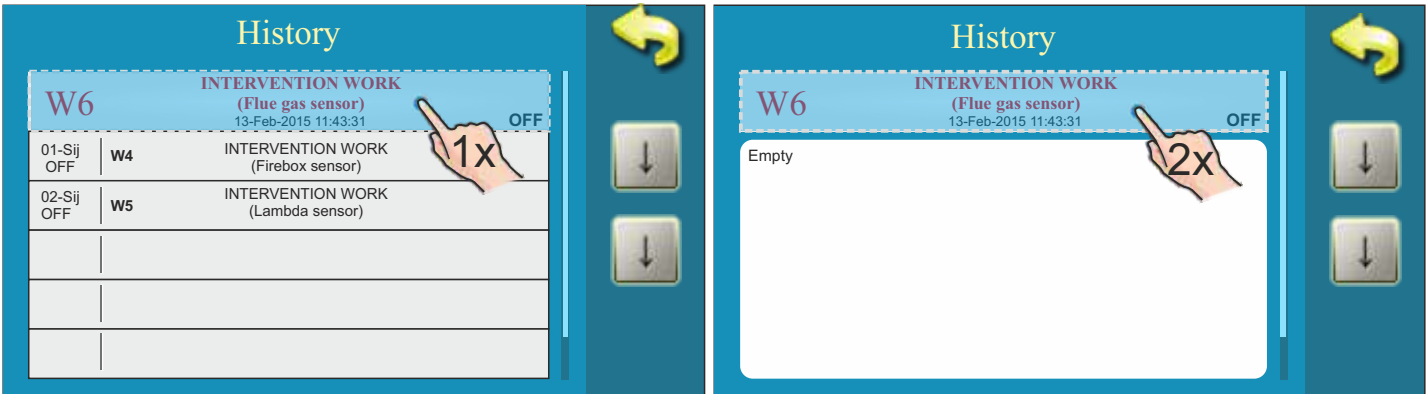 History
W6
INTERVENTION WORK
(Flue gas sensor)
13-Feb-2015 11:43:31
OFF
1x
01-Sij
OFF
W4
INTERVENTION WORK
(Firebox sensor)
02-Sij
OFF
W5
INTERVENTION WORK
(Lambda sensor)
History
W6
INTERVENTION WORK
(Flue gas sensor)
13-Feb-2015 11:43:31
OFF
2x
Empty